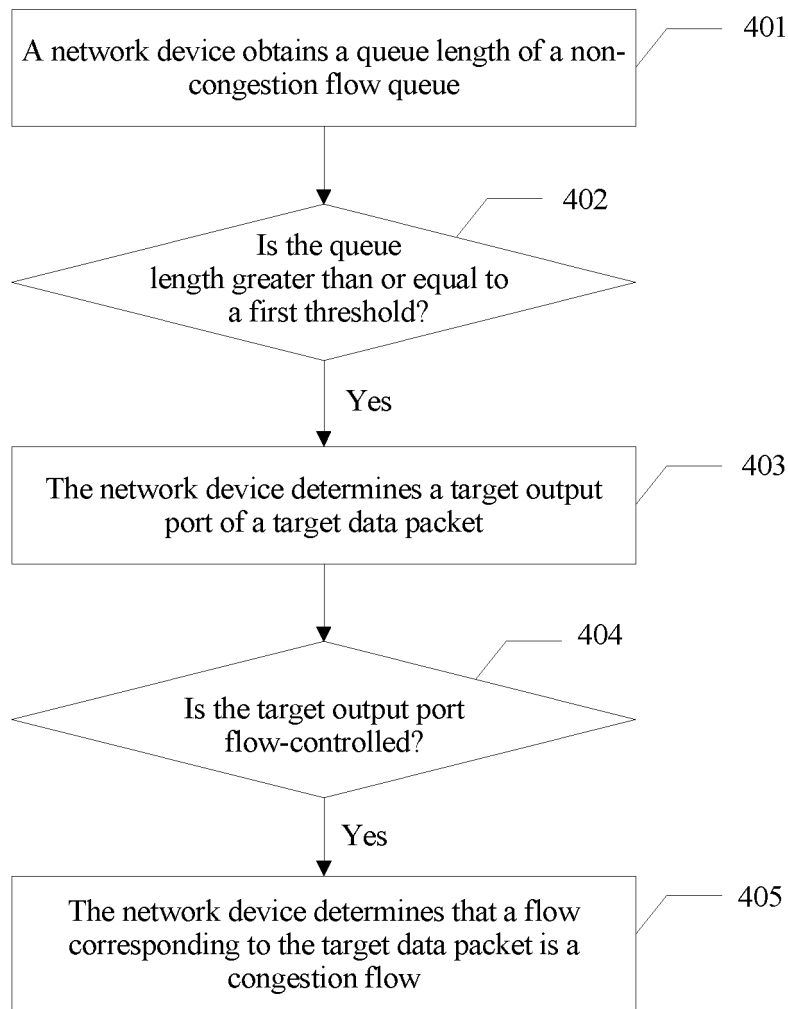 401
A network device obtains a queue length of a non-
congestion flow queue
402
Is the queue
length greater than or equal to
a first threshold?
Yes
403
The network device determines a target output
port of a target data packet
404
Is the target output port
flow-controlled?
Yes
405
The network device determines that a flow
corresponding to the target data packet is a
congestion flow